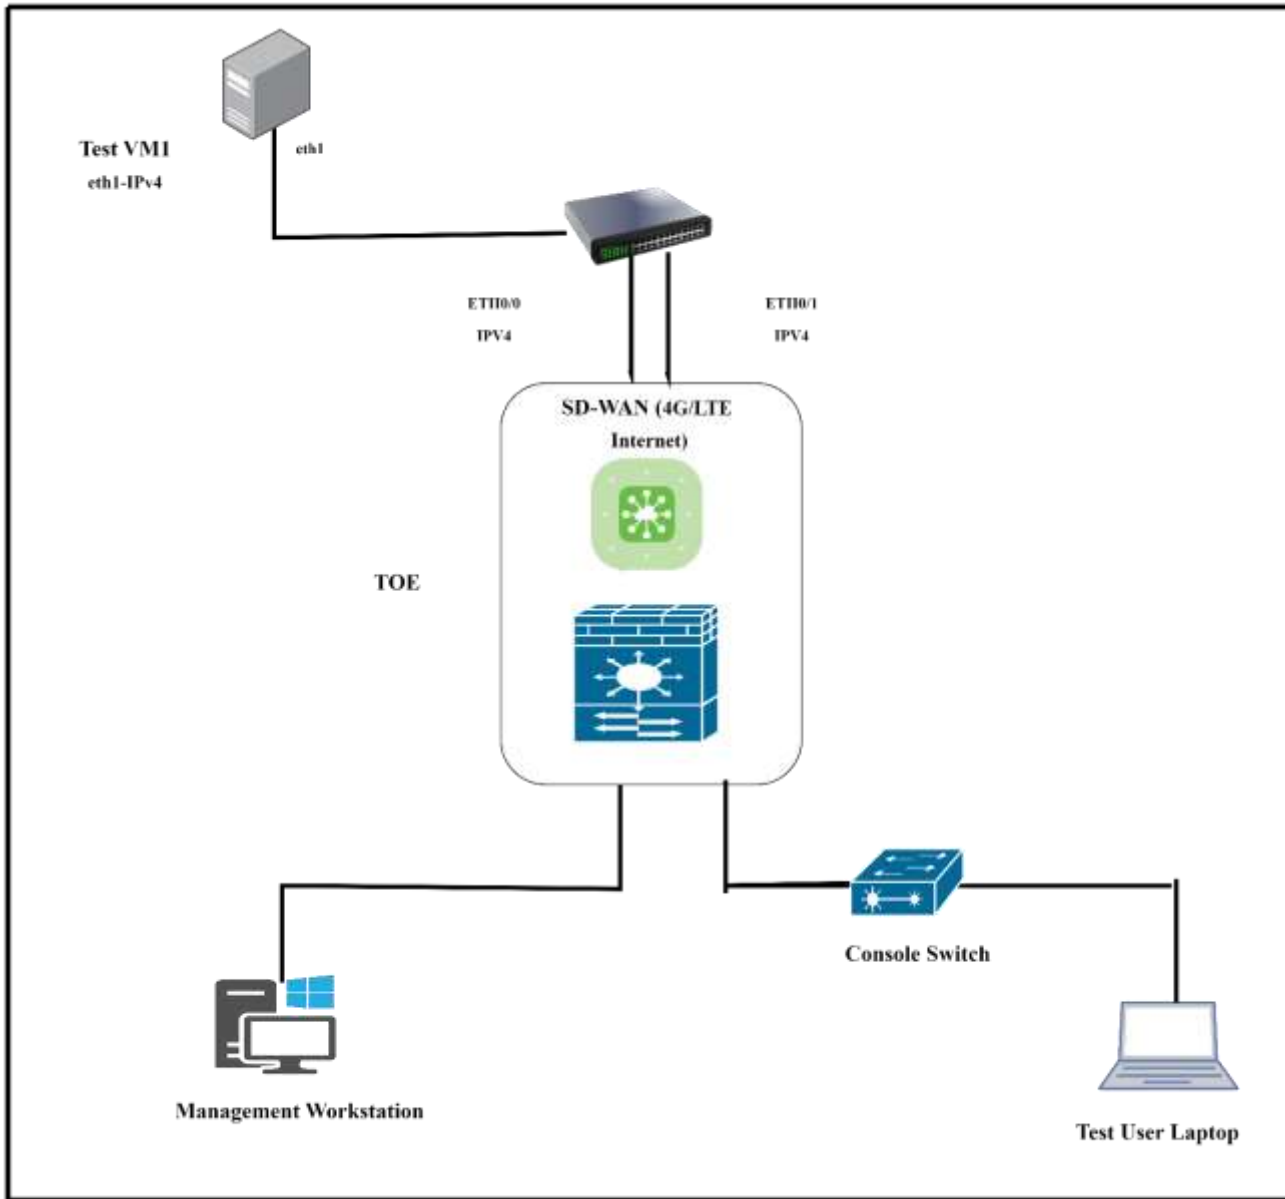 Test VM1
eth1-IPv4
eth1
ETH0/0
IPV4
ETH0/1
IPV4
SD-WAN (4G/LTE
Internet)
TOE
Console Switch
Management Workstation
Test User Laptop